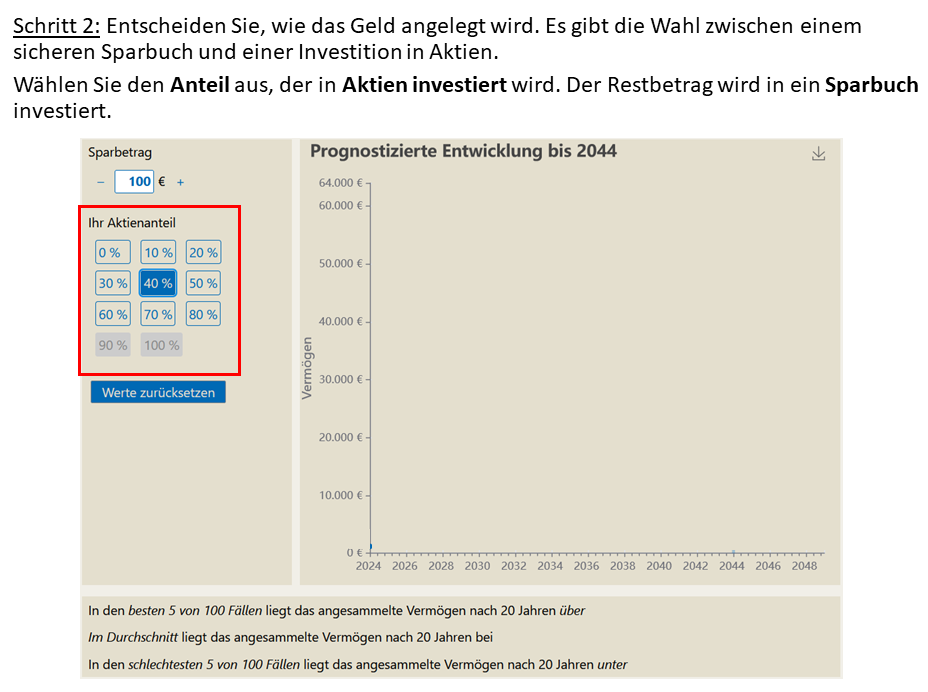 Schritt 2: Entscheiden Sie, wie das Geld angelegt wird. Es gibt die Wahl zwischen einem
sicheren Sparbuch und einer Investition in Aktien.
Wählen Sie den Anteil aus, der in Aktien investiert wird. Der Restbetrag wird in ein Sparbuch
investiert.
Sparbetrag
− 100 € +
Ihr Aktienanteil
0 % 10 % 20 %
30 % 40 % 50 %
60 % 70 % 80 %
90 % 100 %
Werte zurücksetzen
Prognostizierte Entwicklung bis 2044
Vermögen
64.000 €
60.000 €
50.000 €
40.000 €
30.000 €
20.000 €
10.000 €
0 €
2024 2026 2028 2030 2032 2034 2036 2038 2040 2042 2044 2046 2048
In den besten 5 von 100 Fällen liegt das angesammelte Vermögen nach 20 Jahren über
Im Durchschnitt liegt das angesammelte Vermögen nach 20 Jahren bei
In den schlechtesten 5 von 100 Fällen liegt das angesammelte Vermögen nach 20 Jahren unter